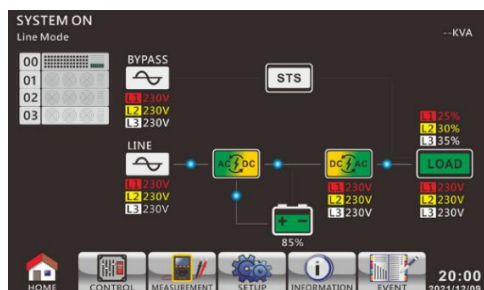 SYSTEM ON
Line Mode
--KVA
00
01
02
03
BYPASS
L1 230V
L2 230V
L3 230V
STS
L1 25%
L2 30%
L3 35%
LINE
L1 230V
L2 230V
L3 230V
AC DC
DC AC
L1 230V
L2 230V
L3 230V
LOAD
L1 230V
L2 230V
L3 230V
85%
HOME
CONTROL
MEASUREMENT
SETUP
INFORMATION
EVENT
20:00
2021/12/09